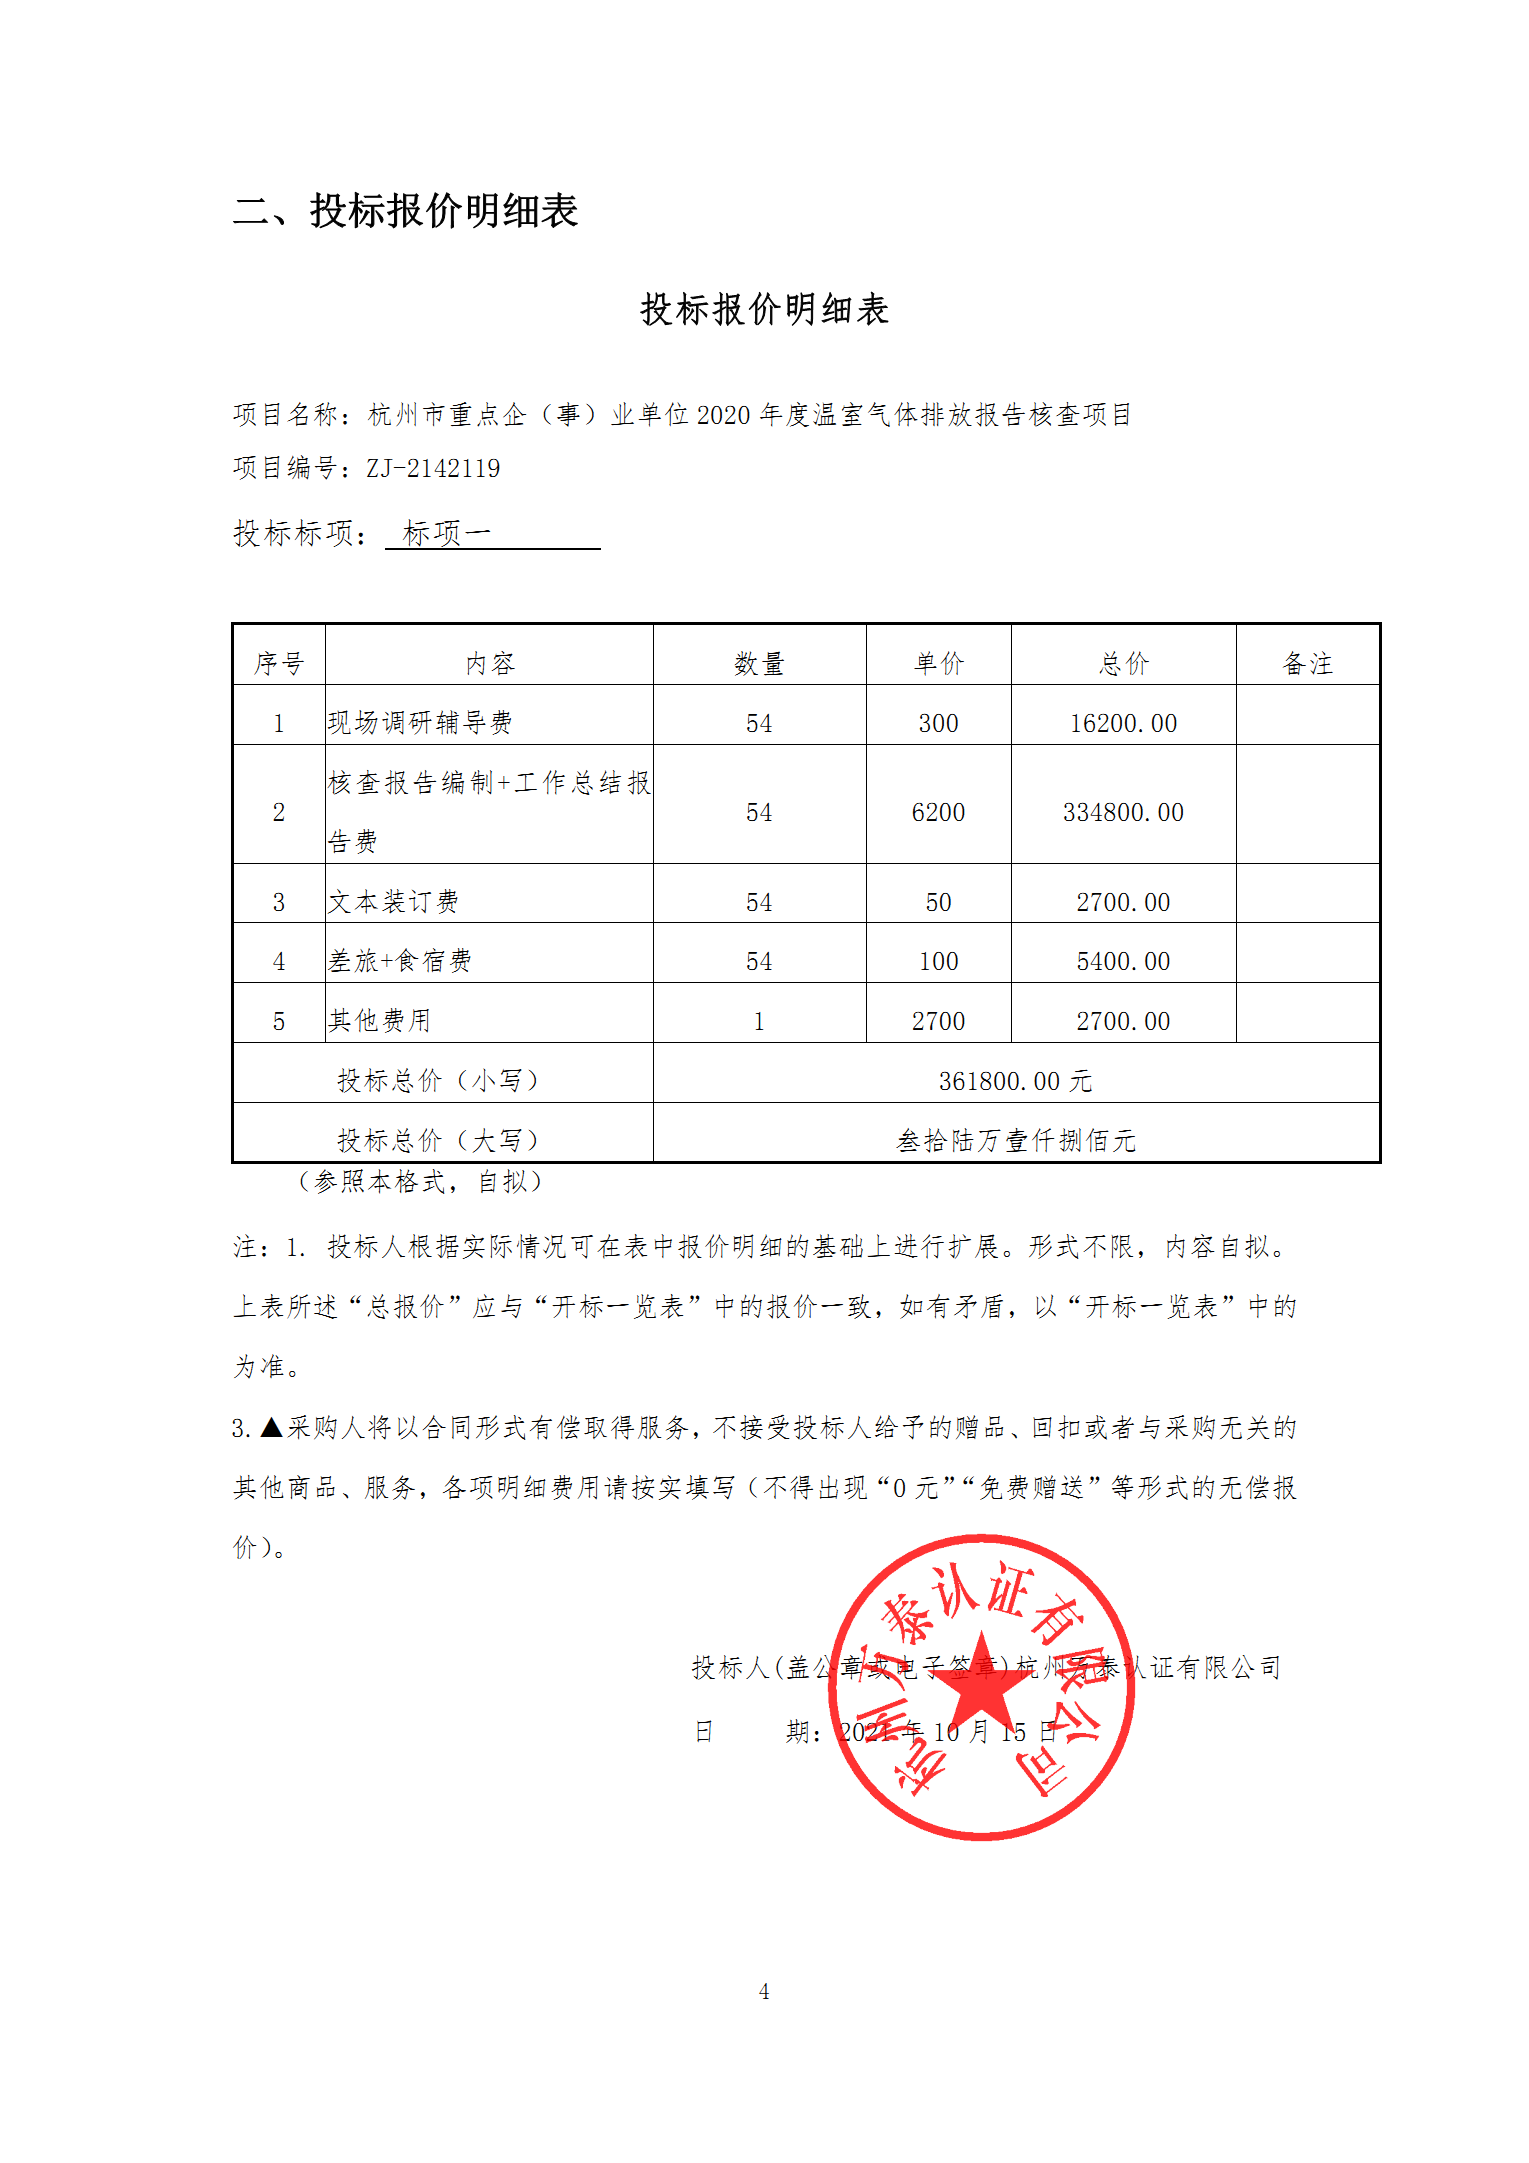 二、投标报价明细表
投标报价明细表
项目名称：杭州市重点企（事）业单位 2020 年度温室气体排放报告核查项目
项目编号：ZJ-2142119
投标标项： 标项一
序号 内容 数量 单价 总价 备注
1 现场调研辅导费 54 300 16200.00
2 核查报告编制+工作总结报
告费 54 6200 334800.00
3 文本装订费 54 50 2700.00
4 差旅+食宿费 54 100 5400.00
5 其他费用 1 2700 2700.00
投标总价（小写） 361800.00 元
投标总价（大写） 叁拾陆万壹仟捌佰元
（参照本格式，自拟）
注：1. 投标人根据实际情况可在表中报价明细的基础上进行扩展。形式不限，内容自拟。
上表所述“总报价”应与“开标一览表”中的报价一致，如有矛盾，以“开标一览表”中的
为准。
3.▲采购人将以合同形式有偿取得服务，不接受投标人给予的赠品、回扣或者与采购无关的
其他商品、服务，各项明细费用请按实填写（不得出现“0 元”“免费赠送”等形式的无偿报
价）。
投标人(盖公章或电子签章)杭州万泰认证有限公司
日 期：2021 年 10 月 15 日
杭州万泰认证有限公司
4